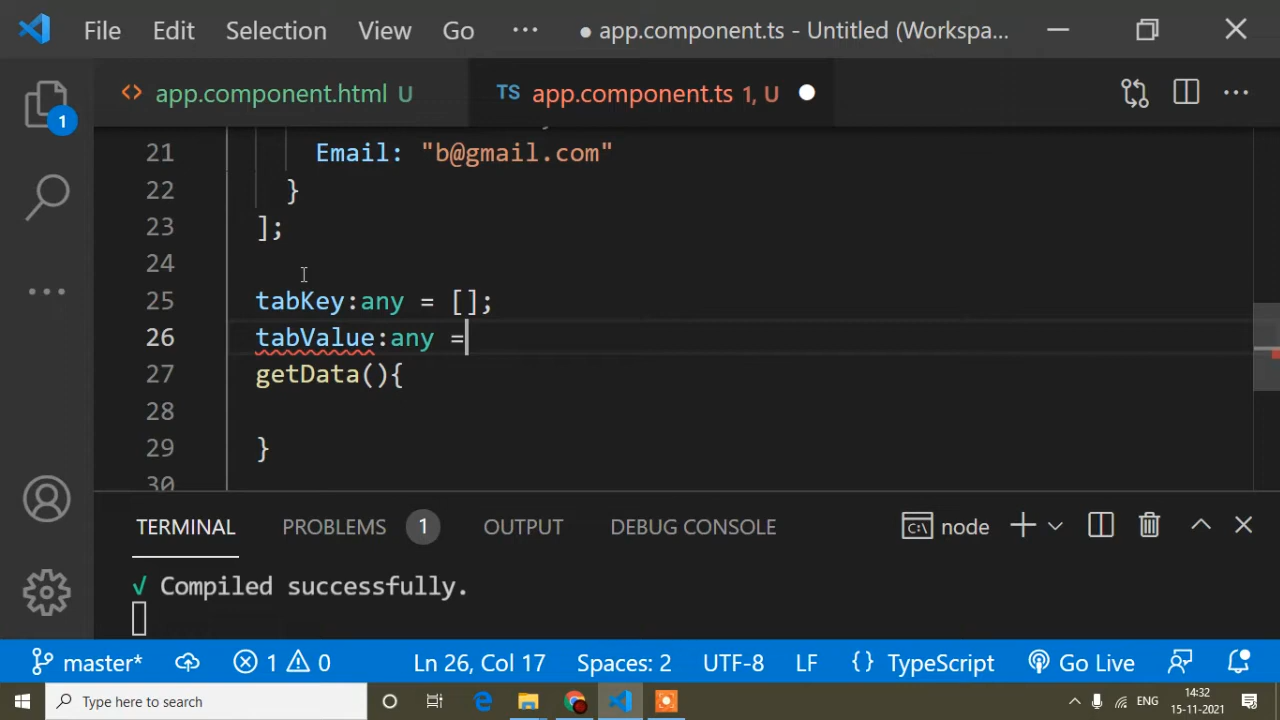 File Edit Selection View Go ··· ● app.component.ts - Untitled (Workspa...
<> app.component.html U TS app.component.ts 1, U
1
21 Email: "b@gmail.com"
22 }
23 ];
24
25 tabKey:any = [];
26 tabValue:any =
27 getData(){
28
29 }
30
TERMINAL PROBLEMS 1 OUTPUT DEBUG CONSOLE node
√ Compiled successfully.
master* 1 0 Ln 26, Col 17 Spaces: 2 UTF-8 LF {} TypeScript Go Live
Type here to search ENG 14:32
15-11-2021